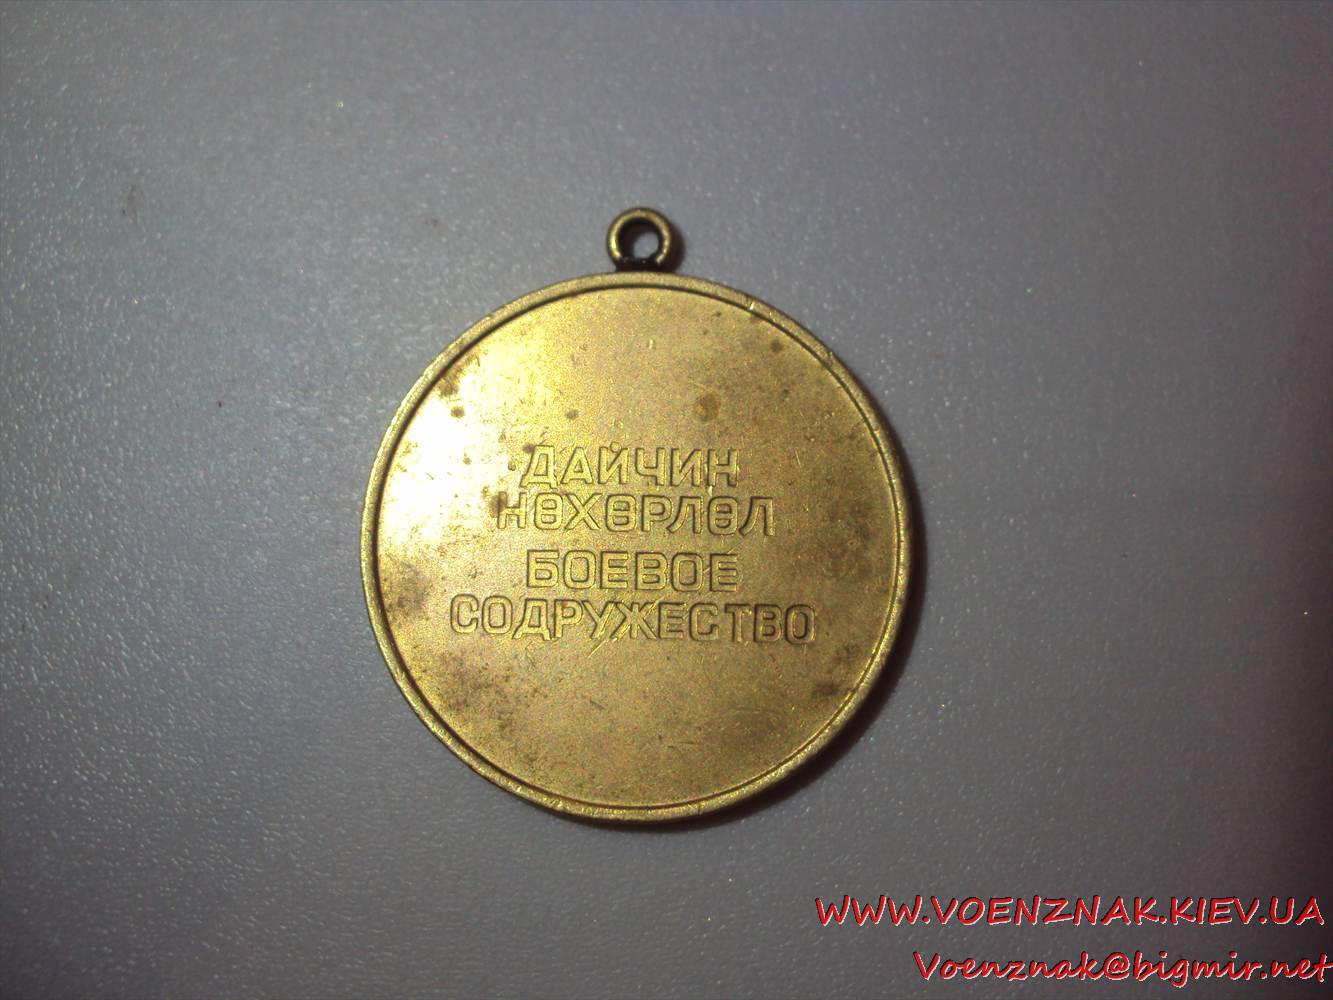 ДАЙЧИН
НӨХӨРЛӨЛ
БОЕВОЕ
СОДРУЖЕСТВО
WWW.VOENZNAK.KIEV.UA
Voenznak@bigmir.net